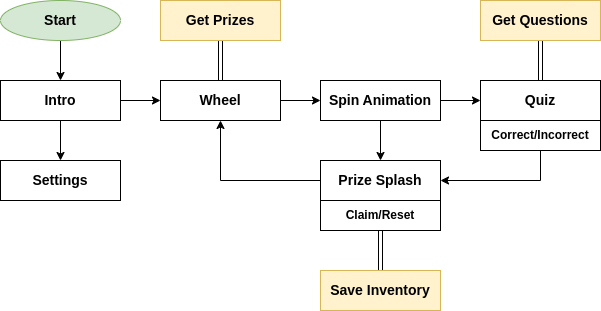 Start
Get Prizes
Get Questions
Intro
Wheel
Spin Animation
Quiz
Correct/Incorrect
Settings
Prize Splash
Claim/Reset
Save Inventory